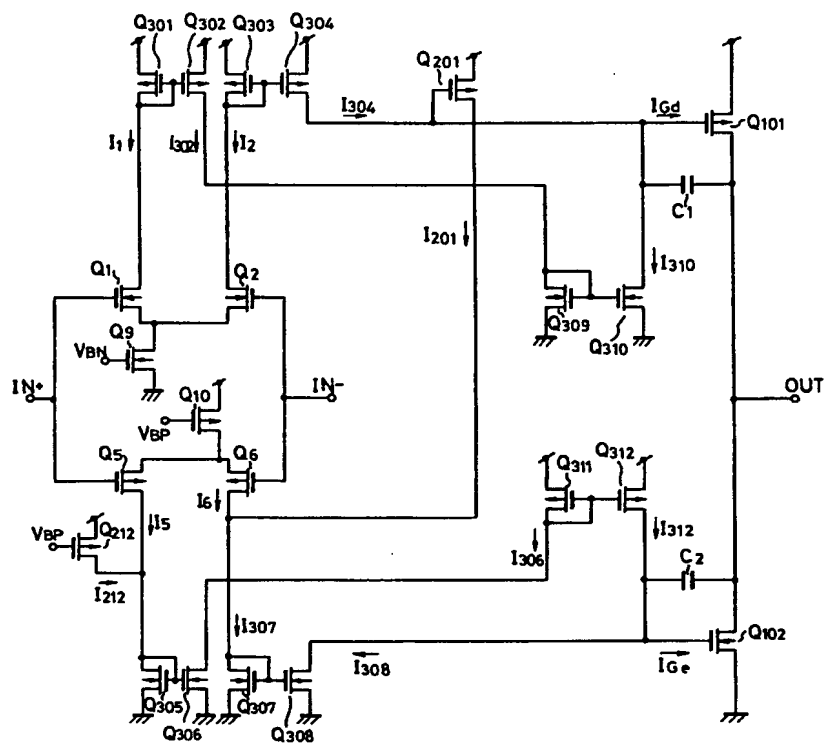 Q301 Q302 Q303 Q304
Q201
I304 IGd Q101
I1 I302 I2
C1
I201
I310
Q1 Q2
Q309 Q310
Q9
VBN
IN+ IN- OUT
Q10
VBP
Q5 Q6
Q311 Q312
I5 I6
VBP Q212
I306 I312
I212 C2
I307
Q102
I308 IGe
Q305 Q306 Q307 Q308